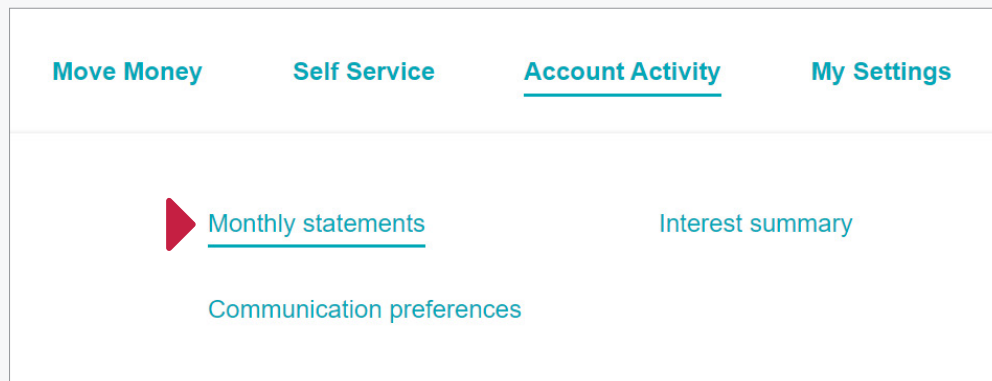 Move Money Self Service Account Activity My Settings
Monthly statements Interest summary
Communication preferences